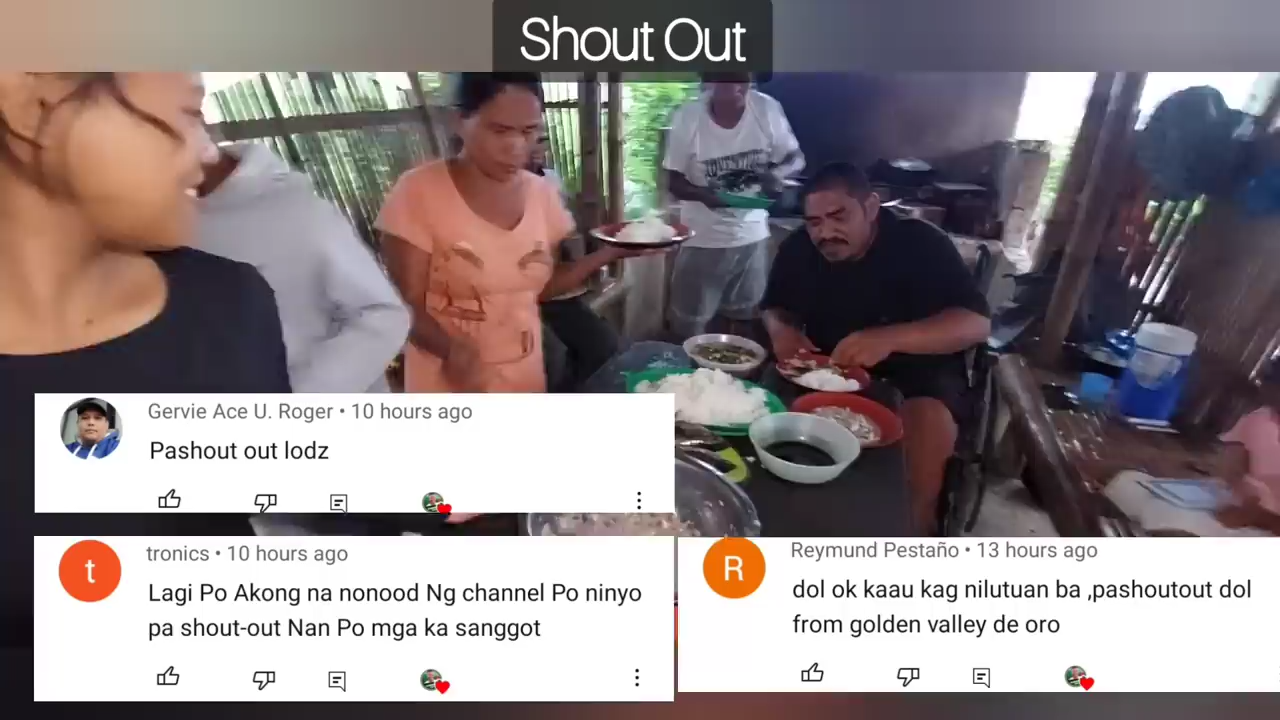 Shout Out
Gervie Ace U. Roger • 10 hours ago
Pashout out lodz
t
tronics • 10 hours ago
Lagi Po Akong na nonood Ng channel Po ninyo
pa shout-out Nan Po mga ka sanggot
R
Reymund Pestaño • 13 hours ago
dol ok kaau kag nilutuan ba ,pashoutout dol
from golden valley de oro